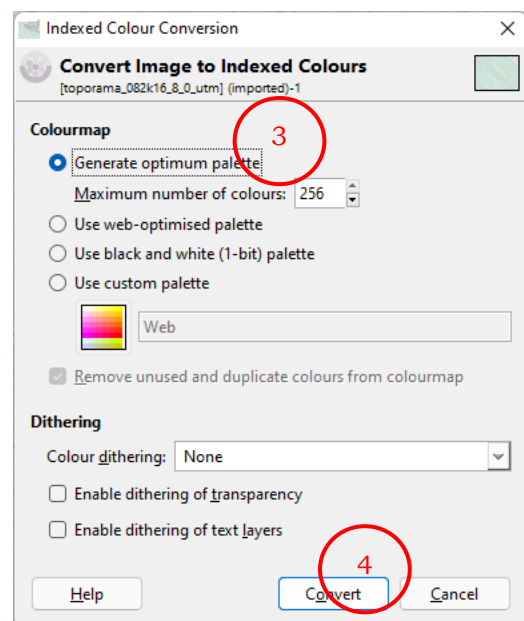 Indexed Colour Conversion
Convert Image to Indexed Colours
[toporama_082k16_8_0_utm] (imported)-1
Colourmap
3
Generate optimum palette
Maximum number of colours: 256
Use web-optimised palette
Use black and white (1-bit) palette
Use custom palette
Web
Remove unused and duplicate colours from colourmap
Dithering
Colour dithering: None
Enable dithering of transparency
Enable dithering of text layers
4
Help Convert Cancel